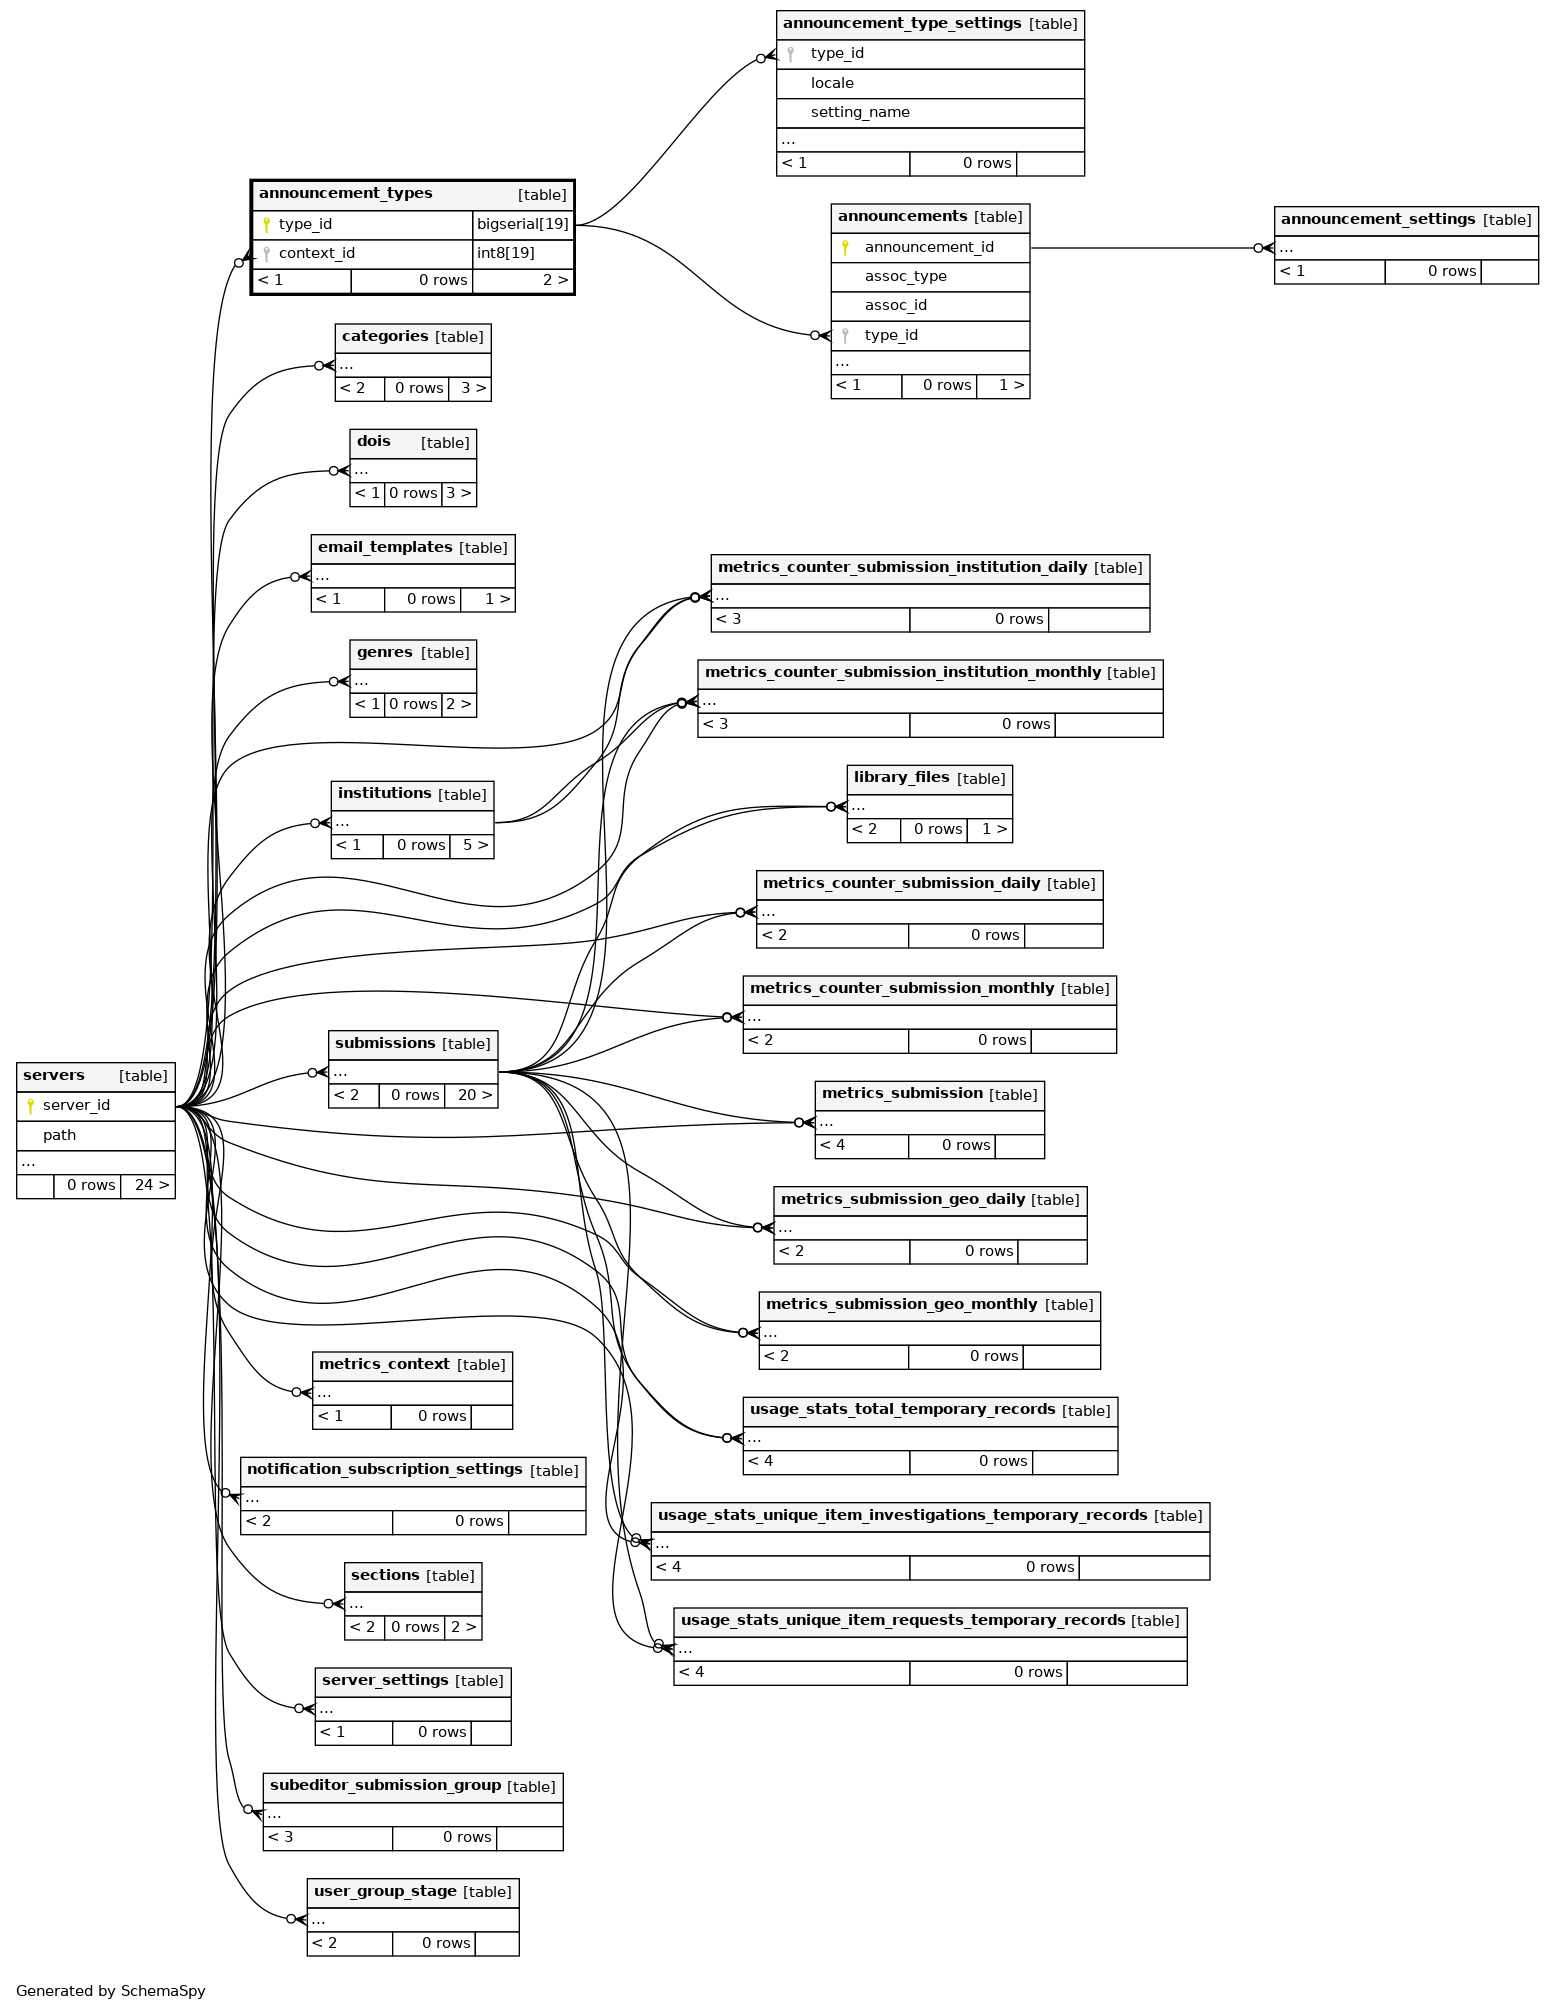 announcement_type_settings [table]
type_id
locale
setting_name
...
< 1 0 rows
announcement_types [table]
type_id bigserial[19]
context_id int8[19]
< 1 0 rows 2 >
announcements [table]
announcement_id
assoc_type
assoc_id
type_id
...
< 1 0 rows 1 >
announcement_settings [table]
...
< 1 0 rows
categories [table]
...
< 2 0 rows 3 >
dois [table]
...
< 1 0 rows 3 >
email_templates [table]
...
< 1 0 rows 1 >
metrics_counter_submission_institution_daily [table]
...
< 3 0 rows
genres [table]
...
< 1 0 rows 2 >
metrics_counter_submission_institution_monthly [table]
...
< 3 0 rows
institutions [table]
...
< 1 0 rows 5 >
library_files [table]
...
< 2 0 rows 1 >
metrics_counter_submission_daily [table]
...
< 2 0 rows
metrics_counter_submission_monthly [table]
...
< 2 0 rows
submissions [table]
...
< 2 0 rows 20 >
servers [table]
server_id
path
...
0 rows 24 >
metrics_submission [table]
...
< 4 0 rows
metrics_submission_geo_daily [table]
...
< 2 0 rows
metrics_submission_geo_monthly [table]
...
< 2 0 rows
metrics_context [table]
...
< 1 0 rows
usage_stats_total_temporary_records [table]
...
< 4 0 rows
notification_subscription_settings [table]
...
< 2 0 rows
usage_stats_unique_item_investigations_temporary_records [table]
...
< 4 0 rows
sections [table]
...
< 2 0 rows 2 >
usage_stats_unique_item_requests_temporary_records [table]
...
< 4 0 rows
server_settings [table]
...
< 1 0 rows
subeditor_submission_group [table]
...
< 3 0 rows
user_group_stage [table]
...
< 2 0 rows
Generated by SchemaSpy